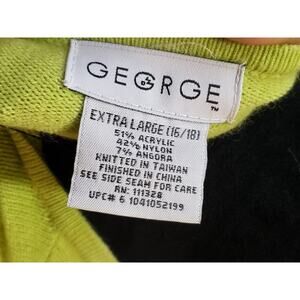 GEORGE
TM
EXTRA LARGE (16/18)
51% ACRYLIC
42% NYLON
7% ANGORA
KNITTED IN TAIWAN
FINISHED IN CHINA
SEE SIDE SEAM FOR CARE
RN: 111328
UPC# 6 1041052199